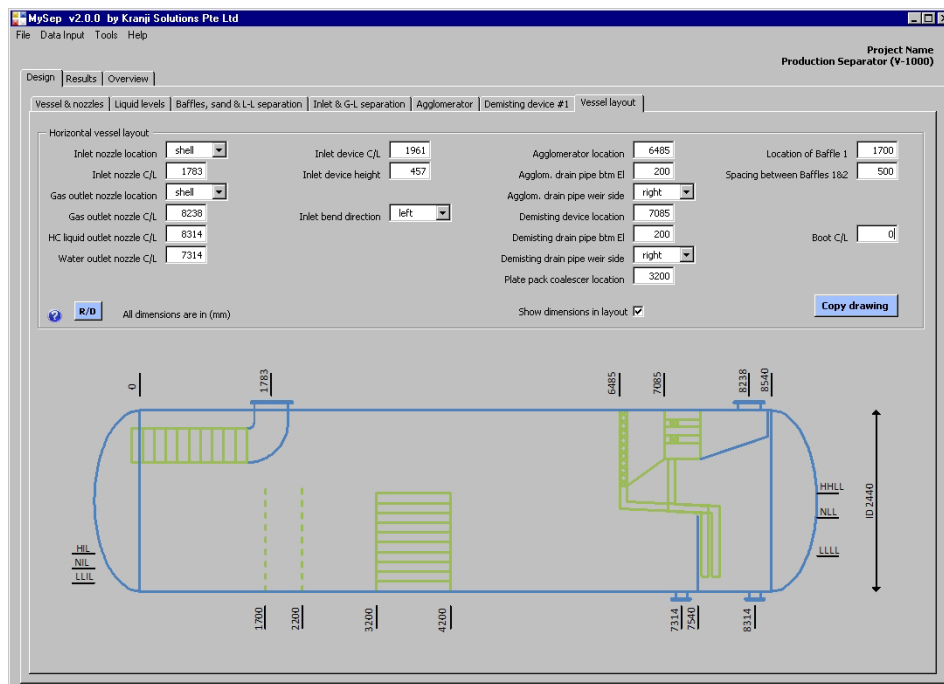 MySep v2.0.0 by Kranji Solutions Pte Ltd
File Data Input Tools Help
Project Name
Production Separator (V-1000)
Design Results Overview
Vessel & nozzles Liquid levels Baffles, sand & L-L separation Inlet & G-L separation Agglomerator Demisting device #1 Vessel layout
Horizontal vessel layout
Inlet nozzle location shell Inlet device C/L 1961 Agglomerator location 6485 Location of Baffle 1 1700
Inlet nozzle C/L 1783 Inlet device height 457 Agglom. drain pipe btm El 200 Spacing between Baffles 1&2 500
Gas outlet nozzle location shell Agglom. drain pipe weir side right
Gas outlet nozzle C/L 8238 Inlet bend direction left Demisting device location 7085
HC liquid outlet nozzle C/L 8314 Demisting drain pipe btm El 200 Boot C/L 0
Water outlet nozzle C/L 7314 Demisting drain pipe weir side right
Plate pack coalescer location 3200
? R/D All dimensions are in (mm) Show dimensions in layout Copy drawing
0 1783 6485 7085 8238 8540
HHLL
NLL
ID 2440
HIL
NIL
LLIL
LLLL
1700 2200 3200 4200 7314 7540 8314